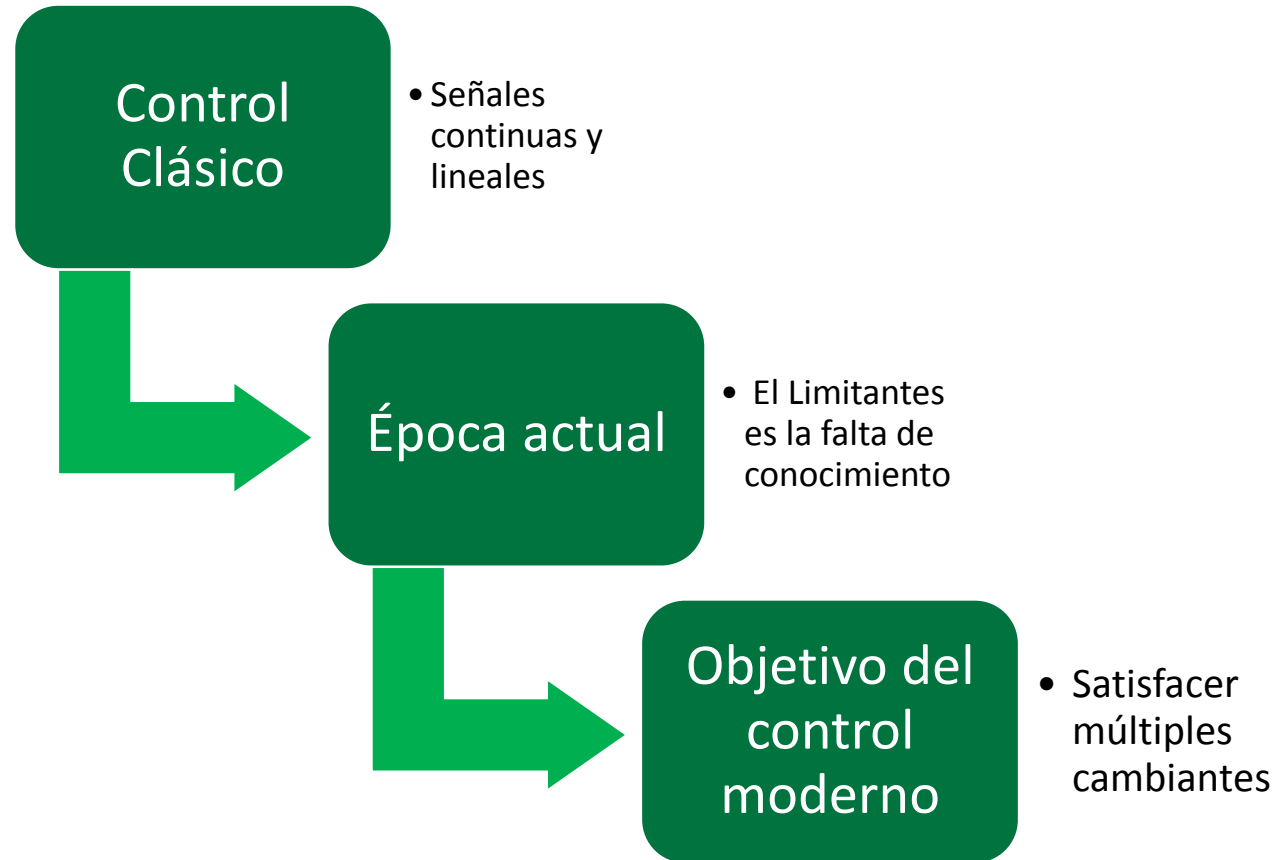 Control
Clásico
• Señales
continuas y
lineales
Época actual
• El Limitantes
es la falta de
conocimiento
Objetivo del
control
moderno
• Satisfacer
múltiples
cambiantes